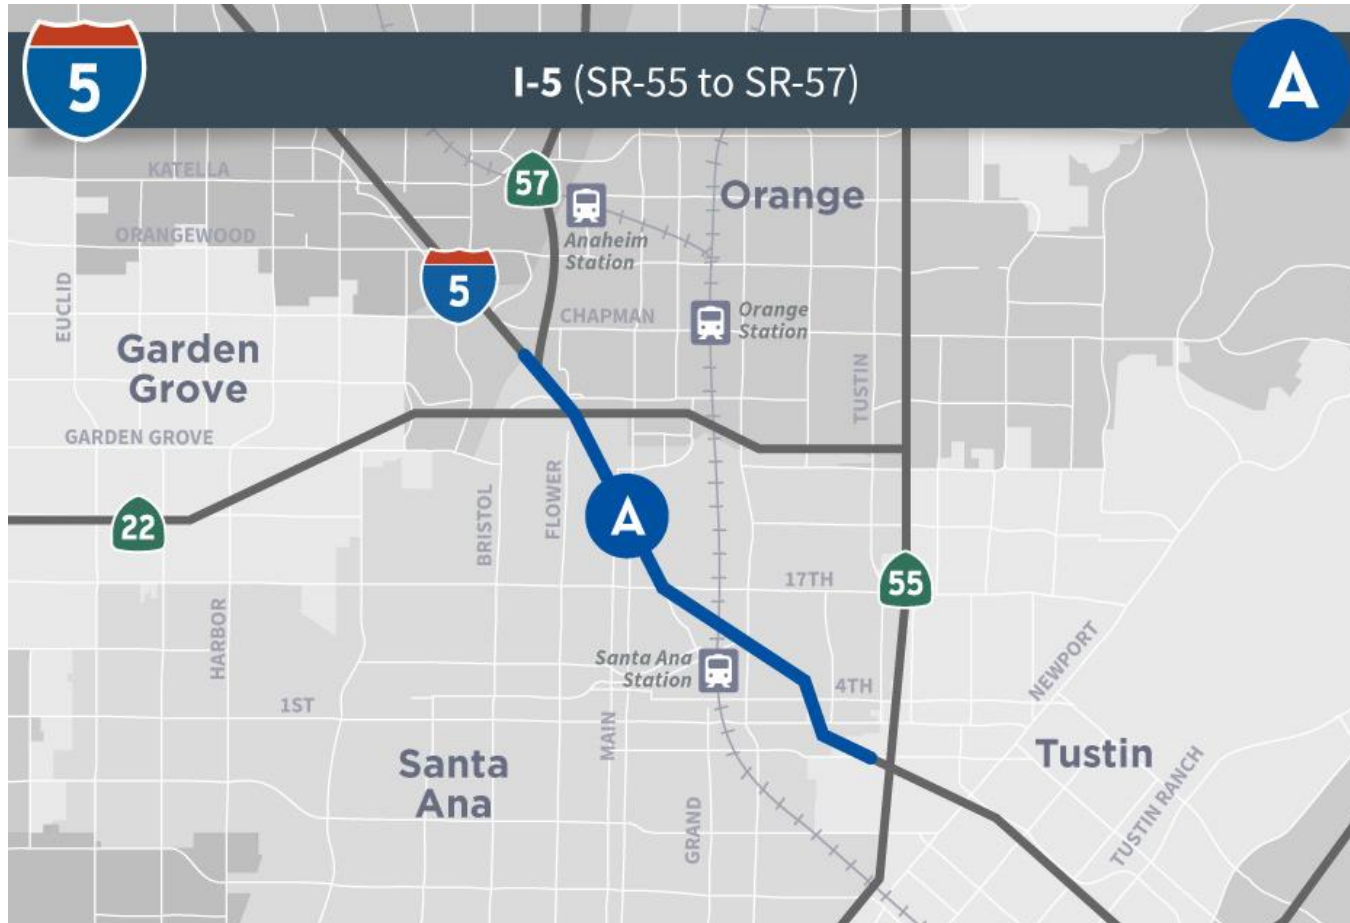 5
I-5 (SR-55 to SR-57)
A
KATELLA
57
Orange
ORANGEWOOD
Anaheim
Station
EUCLID
5
CHAPMAN
Orange
Station
Garden
Grove
TUSTIN
GARDEN GROVE
BRISTOL
FLOWER
A
22
17TH
55
HARBOR
Santa Ana
Station
4TH
NEWPORT
1ST
MAIN
Santa
Ana
Tustin
TUSTIN RANCH
GRAND